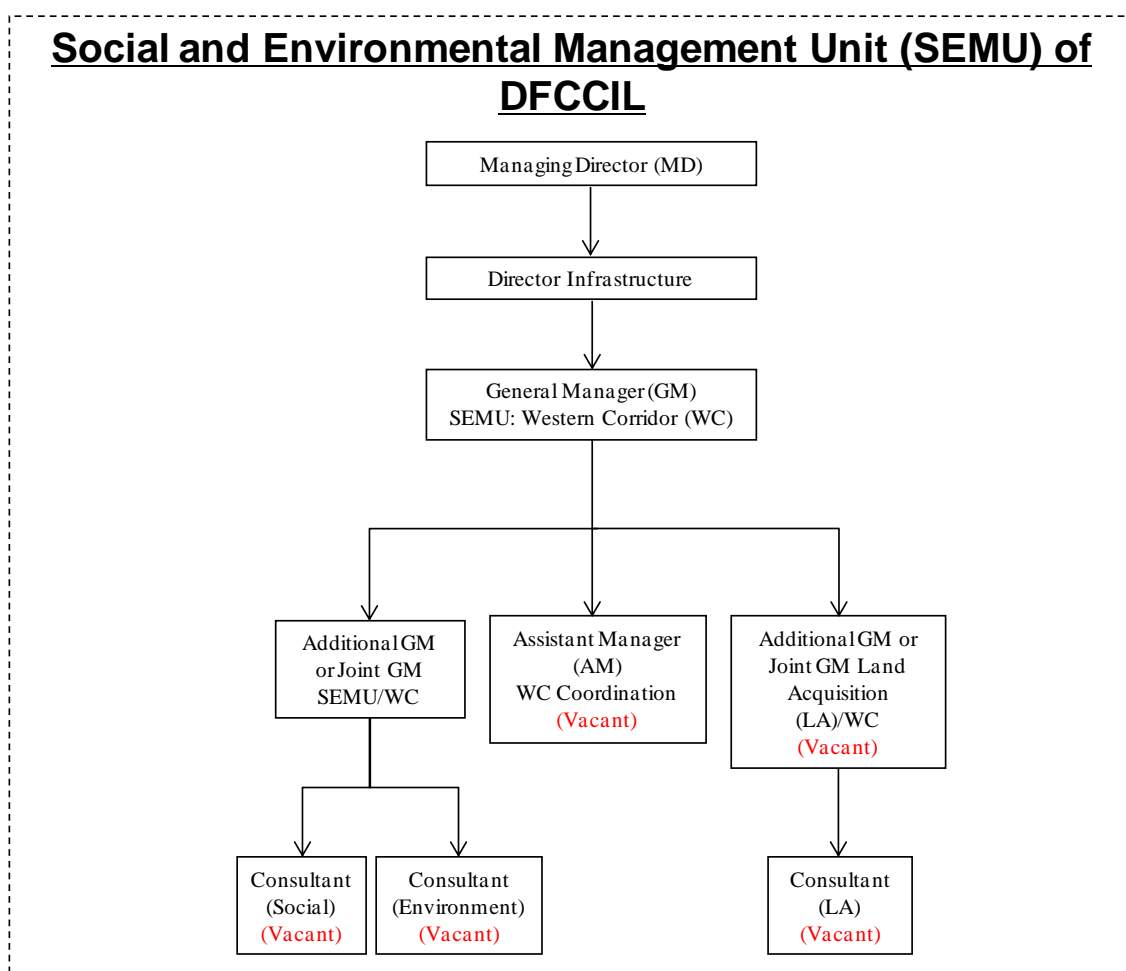 Social and Environmental Management Unit (SEMU) of
DFCCIL
Managing Director (MD)
Director Infrastructure
General Manager (GM)
SEMU: Western Corridor (WC)
Additional GM
or Joint GM
SEMU/WC
Assistant Manager
(AM)
WC Coordination
(Vacant)
Additional GM or
Joint GM Land
Acquisition
(LA)/WC
(Vacant)
Consultant
(Social)
(Vacant)
Consultant
(Environment)
(Vacant)
Consultant
(LA)
(Vacant)